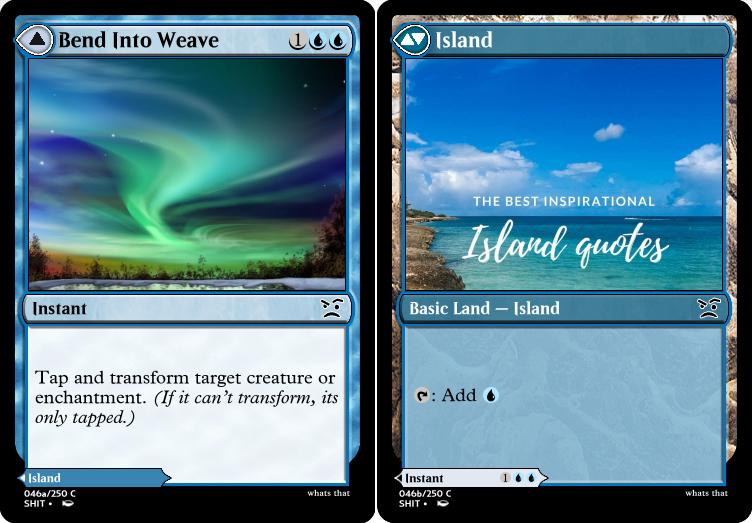 Bend Into Weave 1
Instant
Tap and transform target creature or
enchantment. (If it can't transform, its
only tapped.)
Island
046a/250 C
SHIT •
whats that
Island
THE BEST INSPIRATIONAL
Island quotes
Basic Land — Island
: Add
Instant 1
046b/250 C
SHIT •
whats that